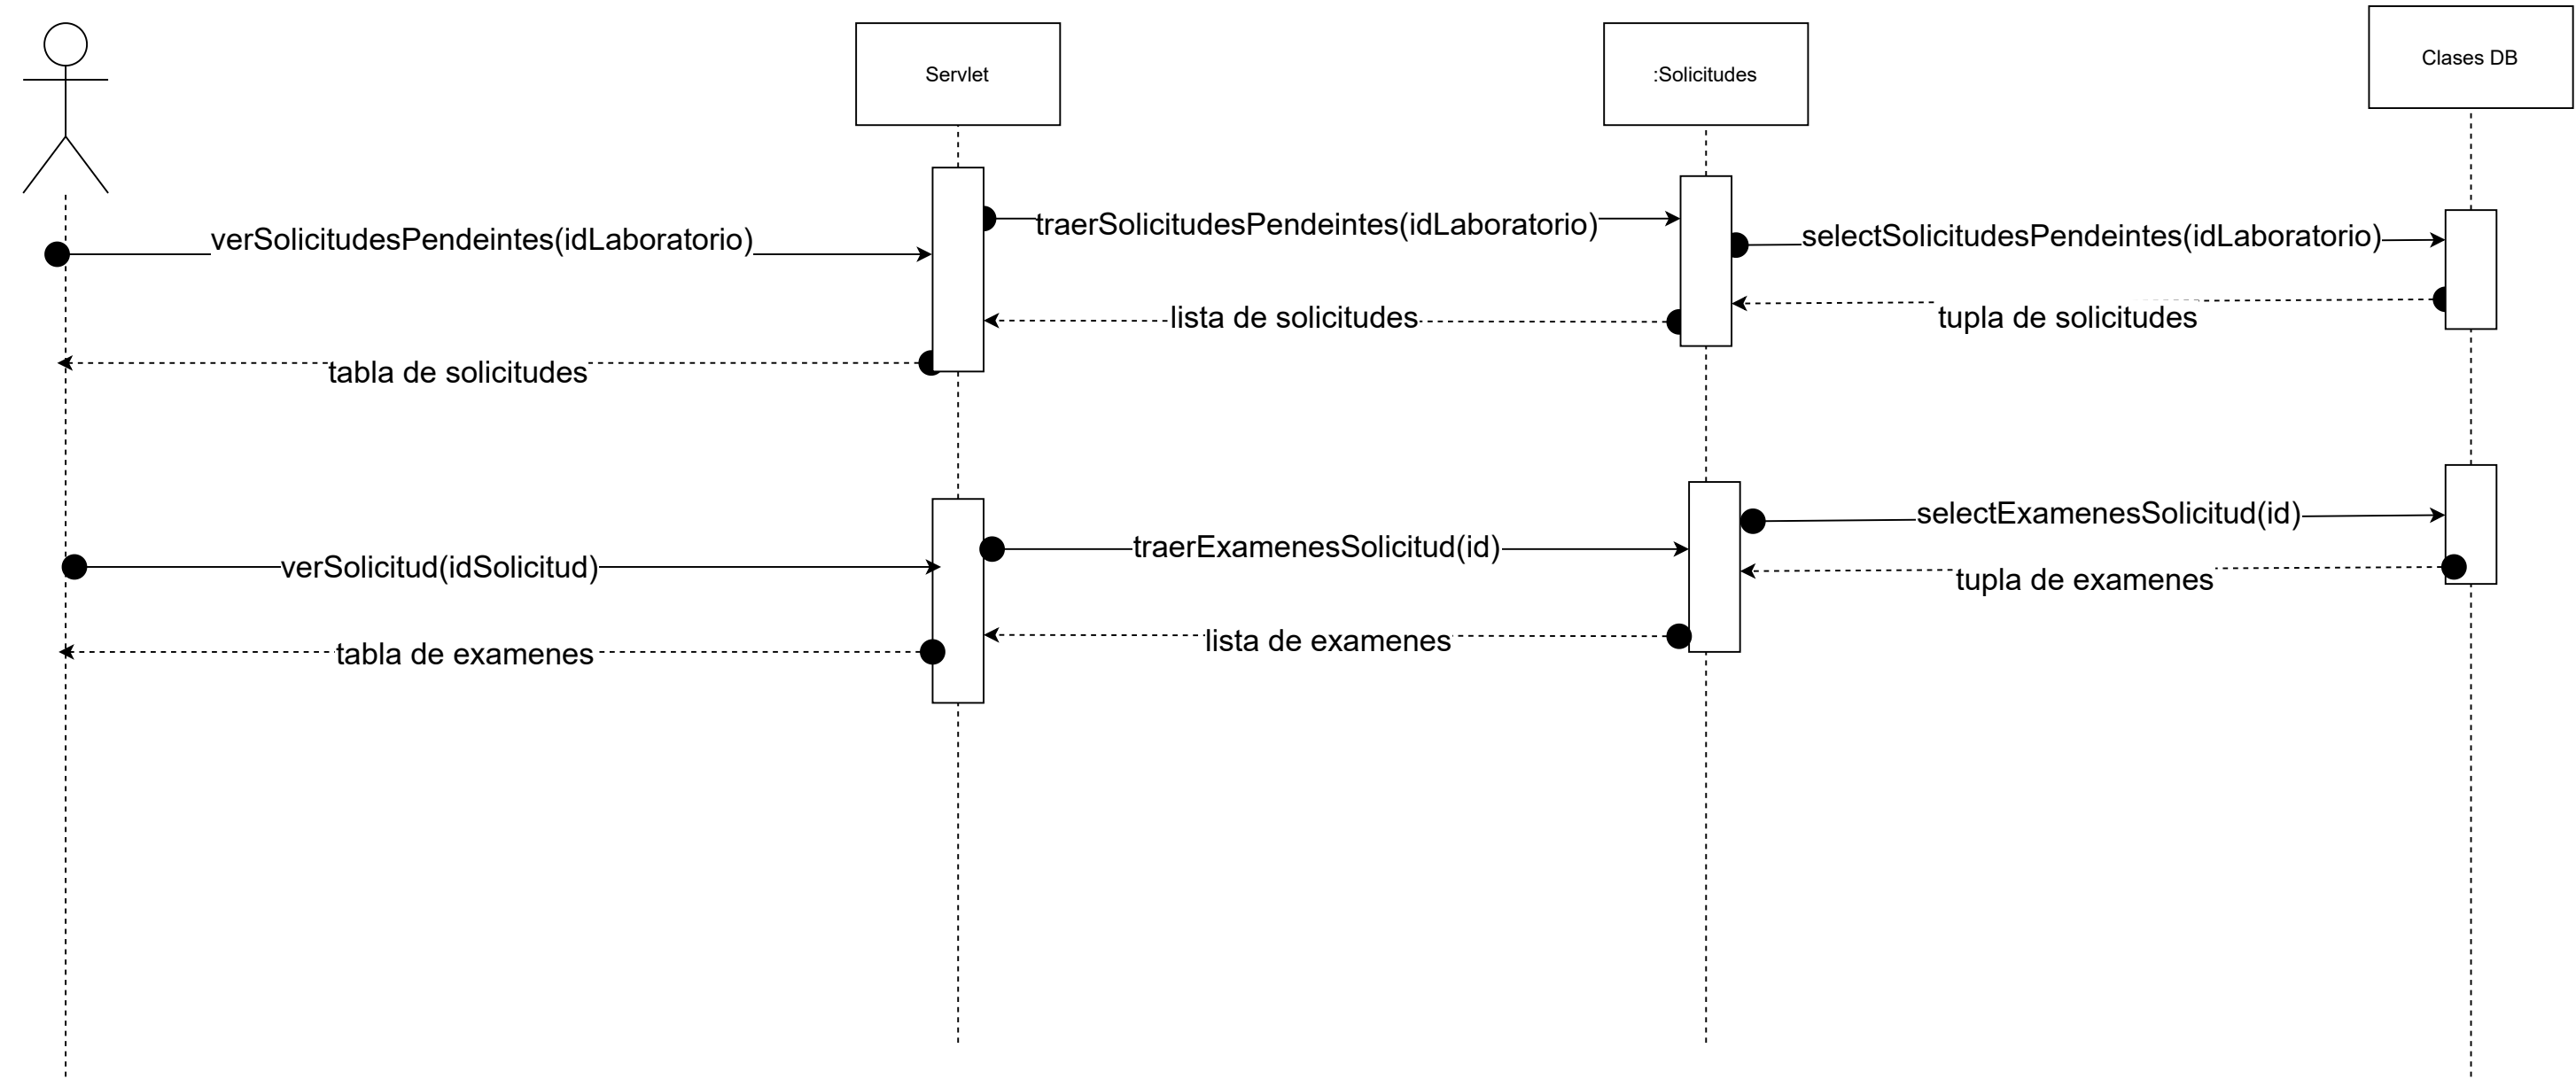 Servlet
:Solicitudes
Clases DB
verSolicitudesPendeintes(idLaboratorio)
traerSolicitudesPendeintes(idLaboratorio)
selectSolicitudesPendeintes(idLaboratorio)
tupla de solicitudes
lista de solicitudes
tabla de solicitudes
verSolicitud(idSolicitud)
traerExamenesSolicitud(id)
selectExamenesSolicitud(id)
tupla de examenes
lista de examenes
tabla de examenes